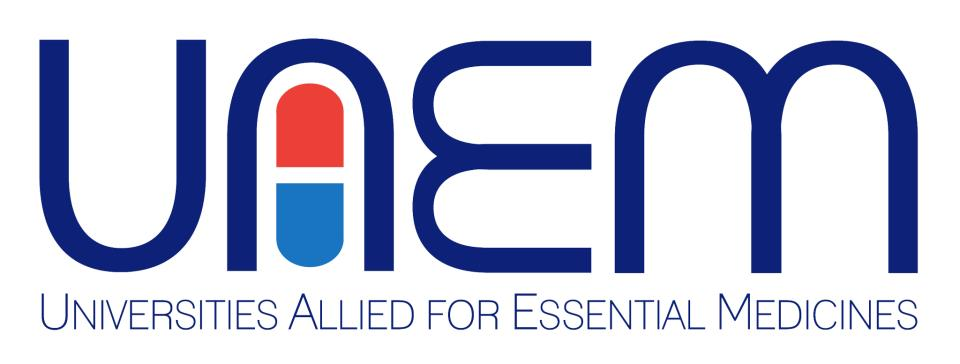 UAEM
UNIVERSITIES ALLIED FOR ESSENTIAL MEDICINES